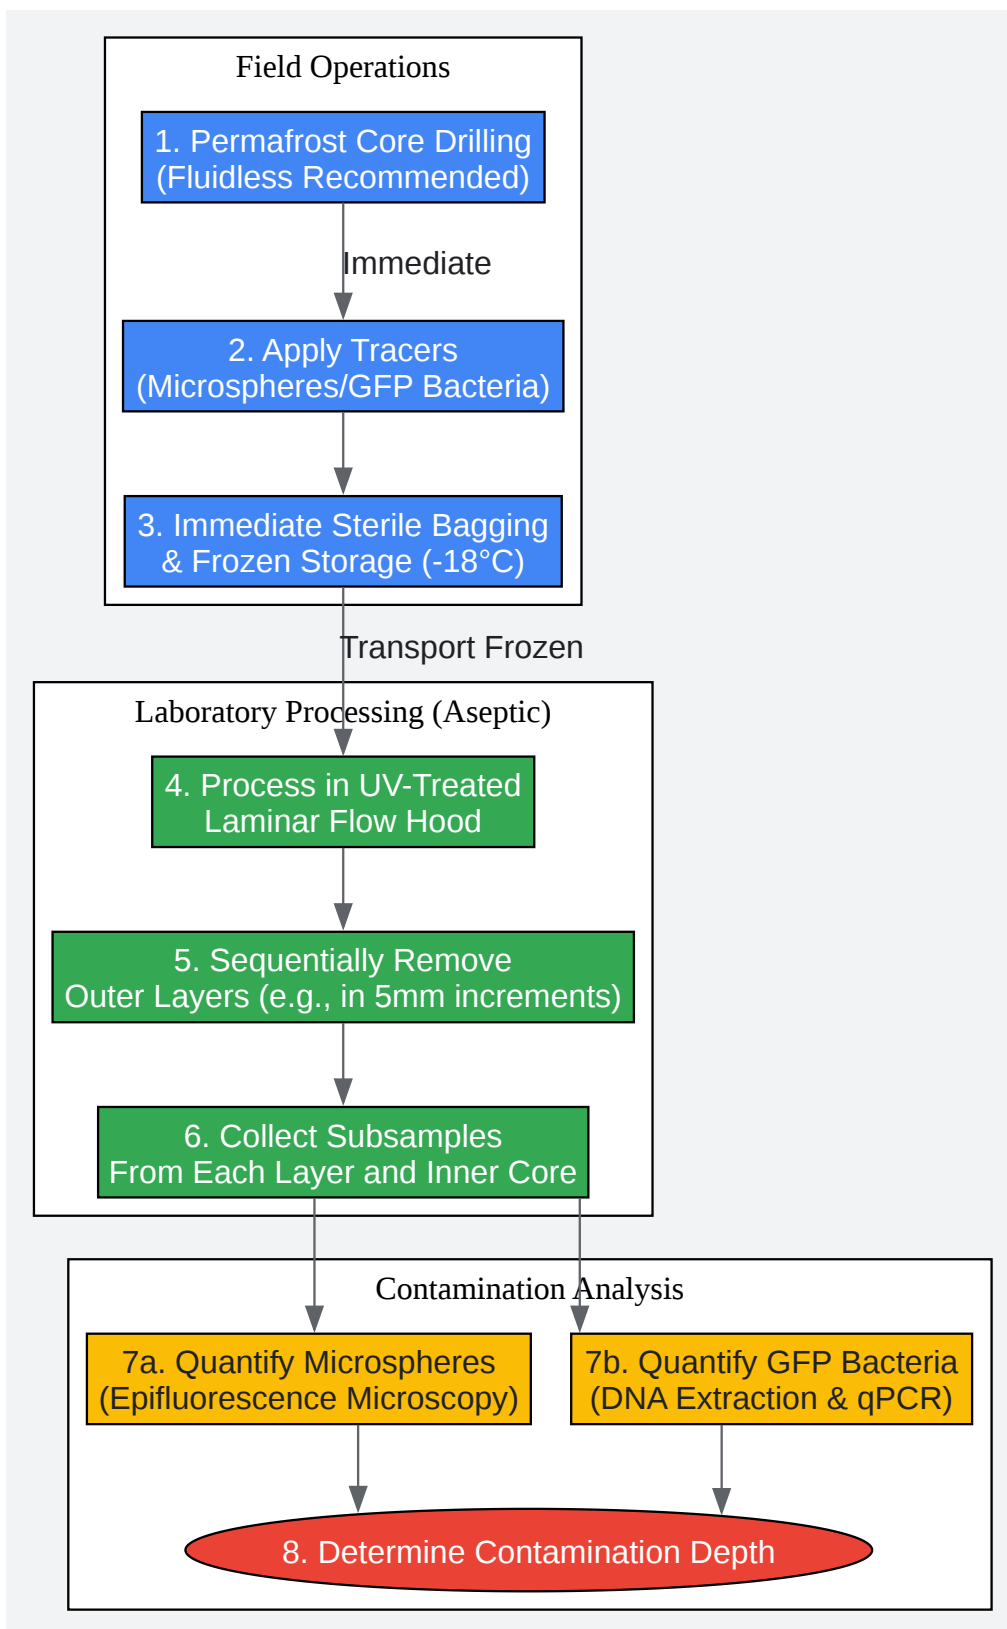 Field Operations
1. Permafrost Core Drilling
(Fluidless Recommended)
Immediate
2. Apply Tracers
(Microspheres/GFP Bacteria)
3. Immediate Sterile Bagging
& Frozen Storage (-18°C)
Transport Frozen
Laboratory Processing (Aseptic)
4. Process in UV-Treated
Laminar Flow Hood
5. Sequentially Remove
Outer Layers (e.g., in 5mm increments)
6. Collect Subsamples
From Each Layer and Inner Core
Contamination Analysis
7a. Quantify Microspheres
(Epifluorescence Microscopy)
7b. Quantify GFP Bacteria
(DNA Extraction & qPCR)
8. Determine Contamination Depth